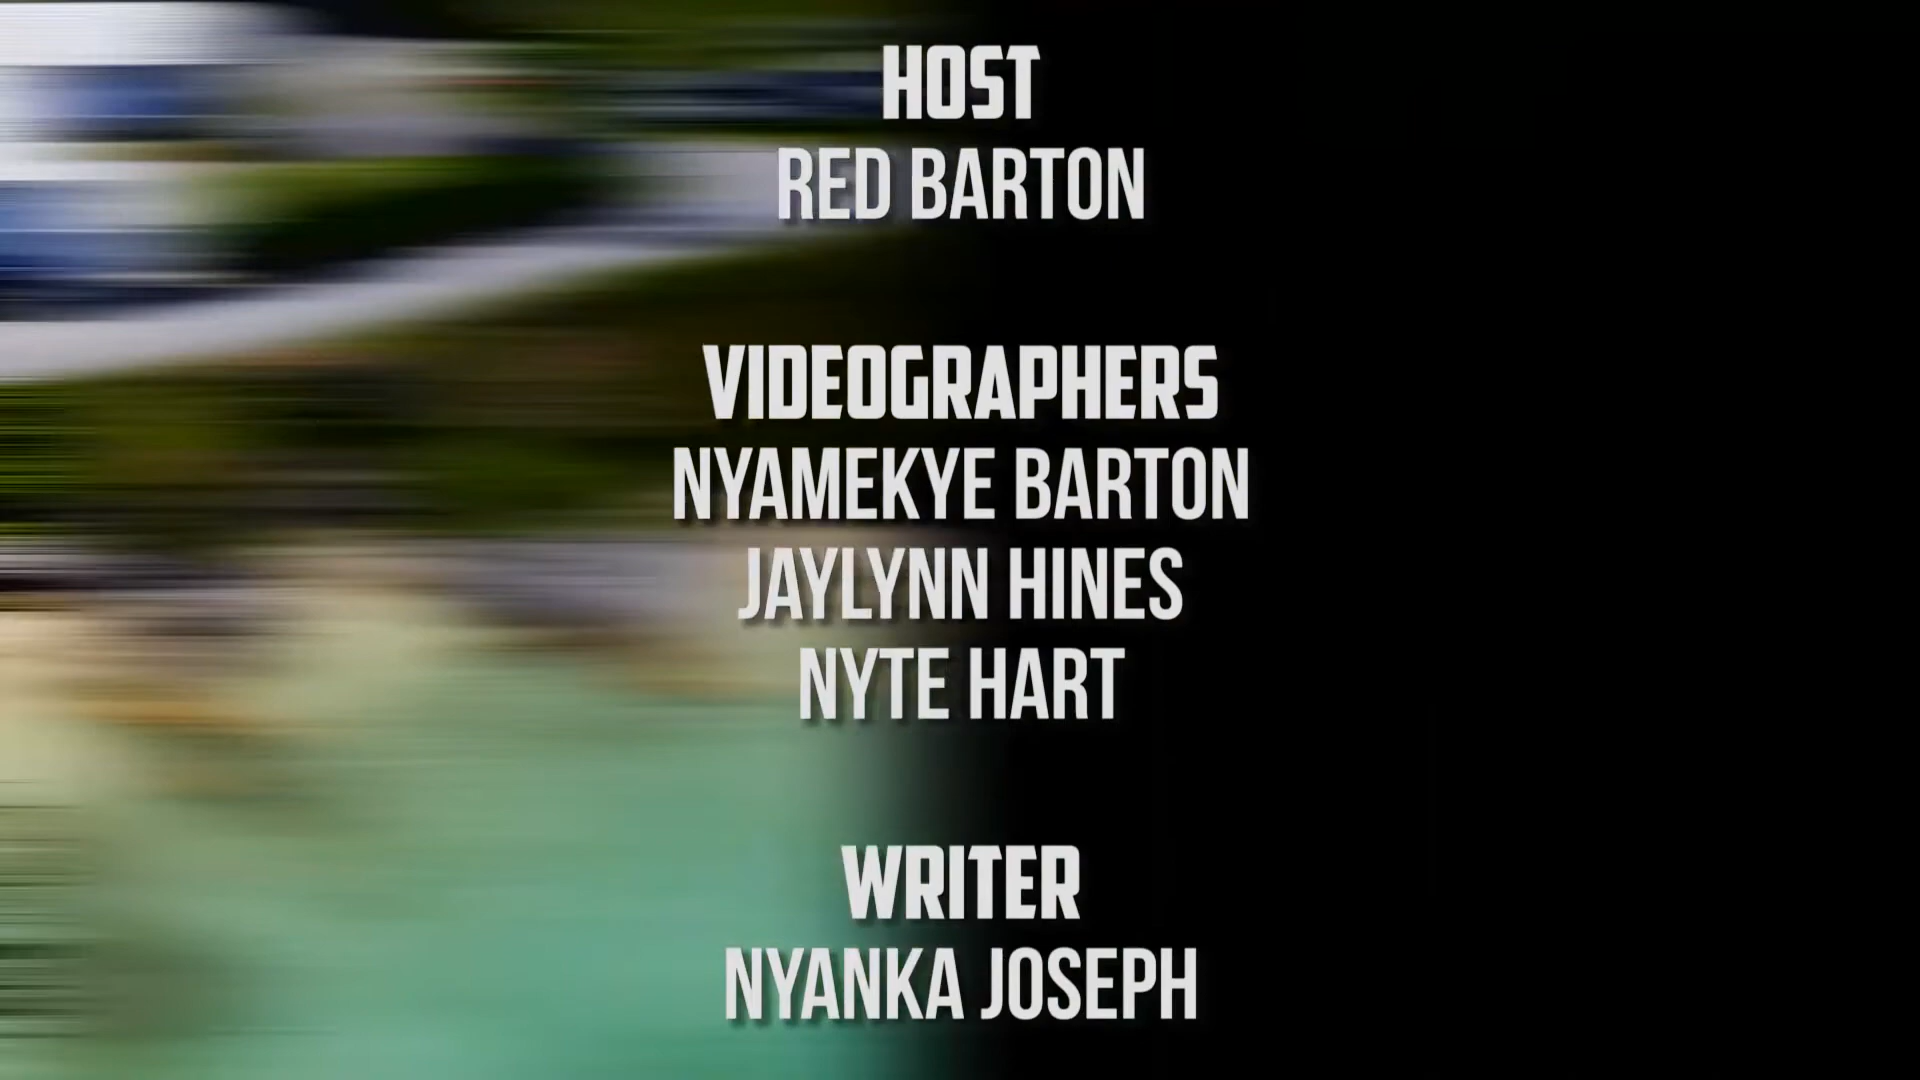 HOST
RED BARTON
VIDEOGRAPHERS
NYAMEKYE BARTON
JAYLYNN HINES
NYTE HART
WRITER
NYANKA JOSEPH